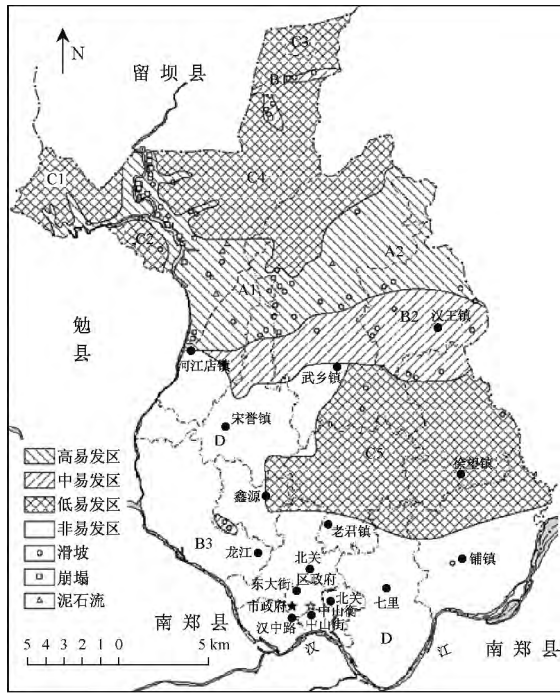 N
留坝县
C3
B1
C1
C4
C2
A2
A1
B2
汉王镇
勉县
河江店镇
武乡镇
宋誉镇
D
高易发区
中易发区
低易发区
非易发区
滑坡
崩塌
泥石流
C5
徐望镇
鑫源
老君镇
B3
龙江
北关
铺镇
东大街
区政府
七里
市政府
北关
中山街
汉中路
南郑县
汉
江
D
南郑县
5 4 3 2 1 0 5 km